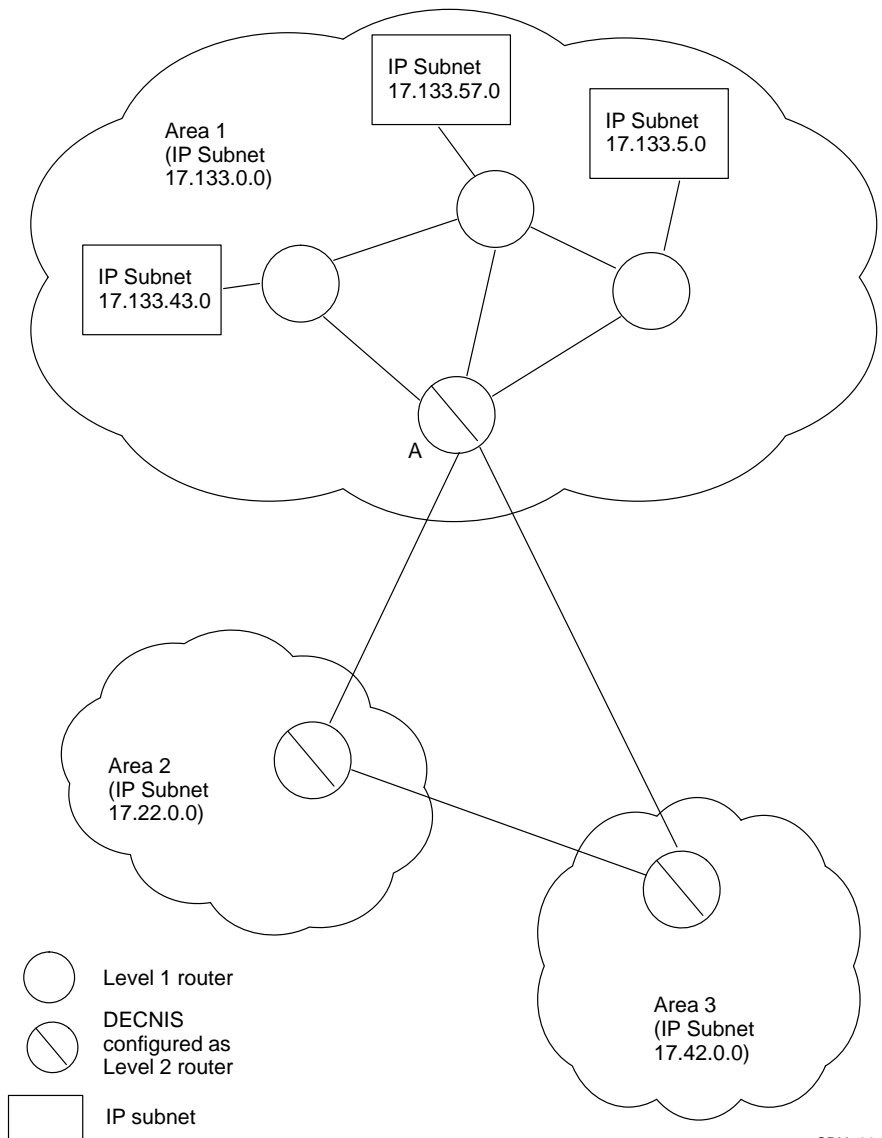 IP Subnet
17.133.57.0
IP Subnet
17.133.5.0
Area 1
(IP Subnet
17.133.0.0)
IP Subnet
17.133.43.0
A
Area 2
(IP Subnet
17.22.0.0)
Area 3
(IP Subnet
17.42.0.0)
Level 1 router
DECNIS
configured as
Level 2 router
IP subnet